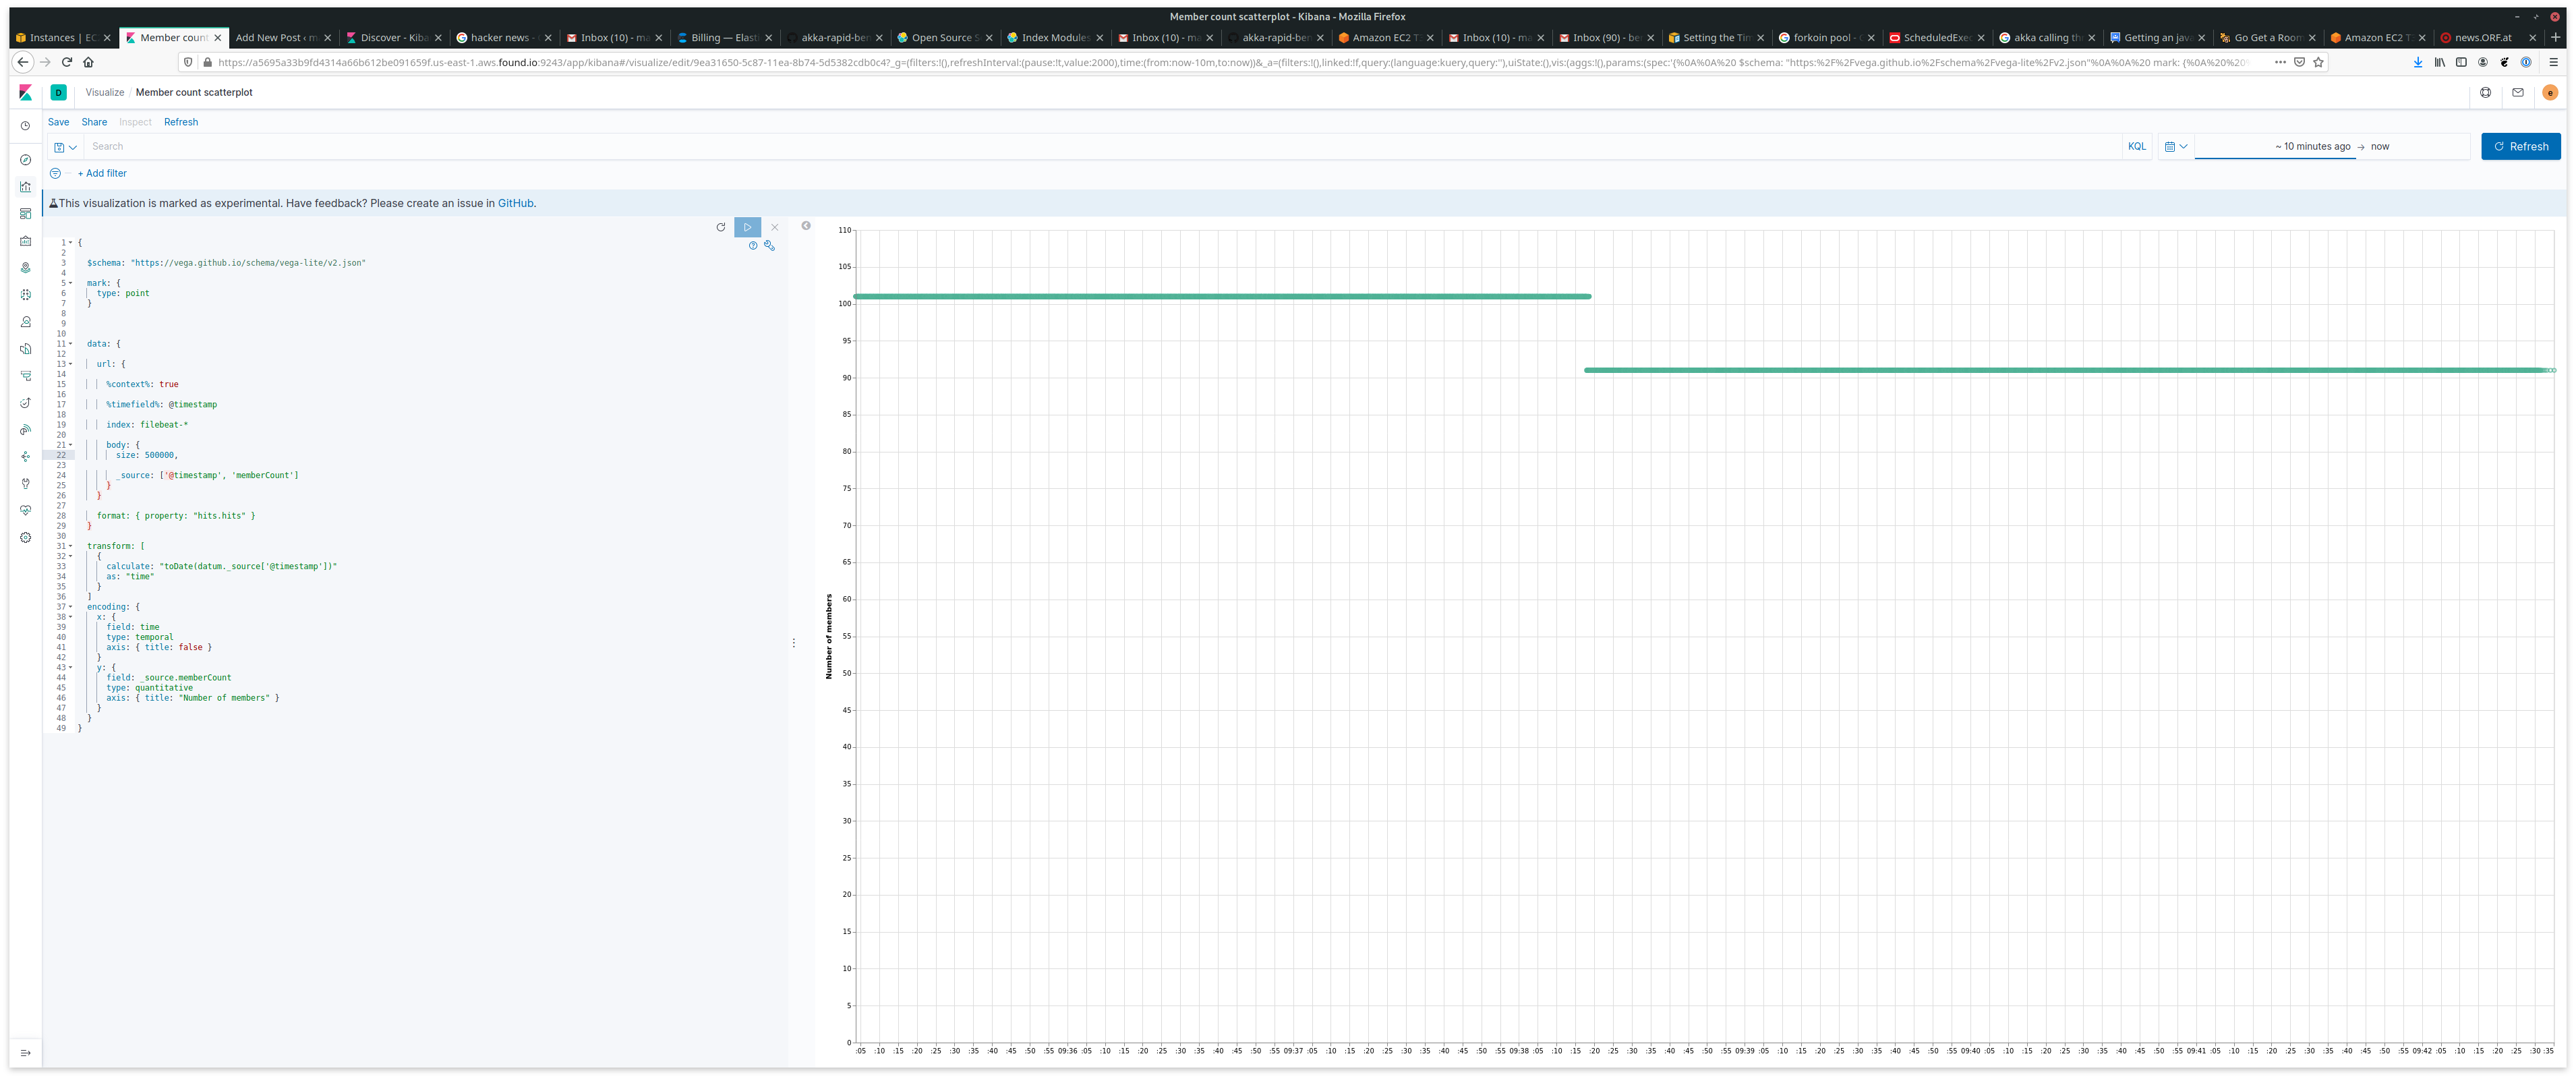 Member count scatterplot - Kibana - Mozilla Firefox
Instances | EC Member count Add New Post ‹ m Discover - Kiba hacker news - Inbox (10) - ma Billing — Elasti akka-rapid-ben Open Source S Index Modules Inbox (10) - ma akka-rapid-ben Amazon EC2 T Inbox (10) - ma Inbox (90) - be Setting the Tim forkoin pool - ScheduledExec akka calling th Getting an java Go Get a Room Amazon EC2 T news.ORF.at
https://a5695a33b9fd4314a66b612be091659f.us-east-1.aws.found.io:9243/app/kibana#/visualize/edit/9ea31650-5c87-11ea-8b74-5d5382cdb0c4?_g=(filters:!(),refreshInterval:(pause:!t,value:2000),time:(from:now-10m,to:now))&_a=(filters:!(),linked:!f,query:(language:kuery,query:''),uiState:(),vis:(aggs:!(),params:(spec:'{%0A%0A%20 $schema: "https:%2F%2Fvega.github.io%2Fschema%2Fvega-lite%2Fv2.json"%0A%0A%20 mark: {%0A%20%20
D Visualize / Member count scatterplot e
Save Share Inspect Refresh
Search KQL ~ 10 minutes ago → now Refresh
+ Add filter
This visualization is marked as experimental. Have feedback? Please create an issue in GitHub.
1 {
2
3 $schema: "https://vega.github.io/schema/vega-lite/v2.json"
4
5 mark: {
6 type: point
7 }
8
9
10
11 data: {
12
13 url: {
14
15 %context%: true
16
17 %timefield%: @timestamp
18
19 index: filebeat-*
20
21 body: {
22 size: 500000,
23
24 _source: ['@timestamp', 'memberCount']
25 }
26 }
27
28 format: { property: "hits.hits" }
29 }
30
31 transform: [
32 {
33 calculate: "toDate(datum._source['@timestamp'])"
34 as: "time"
35 }
36 ]
37 encoding: {
38 x: {
39 field: time
40 type: temporal
41 axis: { title: false }
42 }
43 y: {
44 field: _source.memberCount
45 type: quantitative
46 axis: { title: "Number of members" }
47 }
48 }
49 }
110
105
100
95
90
85
80
75
70
65
60
55
50
45
40
35
30
25
20
15
10
5
0
Number of members
:05 :10 :15 :20 :25 :30 :35 :40 :45 :50 :55 09:36 :05 :10 :15 :20 :25 :30 :35 :40 :45 :50 :55 09:37 :05 :10 :15 :20 :25 :30 :35 :40 :45 :50 :55 09:38 :05 :10 :15 :20 :25 :30 :35 :40 :45 :50 :55 09:39 :05 :10 :15 :20 :25 :30 :35 :40 :45 :50 :55 09:40 :05 :10 :15 :20 :25 :30 :35 :40 :45 :50 :55 09:41 :05 :10 :15 :20 :25 :30 :35 :40 :45 :50 :55 09:42 :05 :10 :15 :20 :25 :30 :35